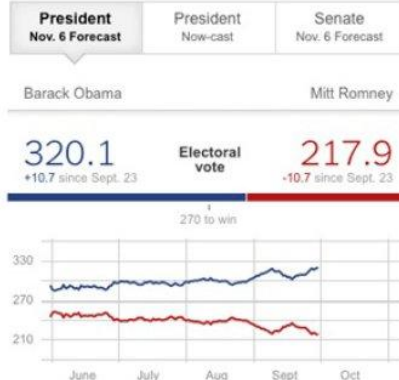 President President Senate
Nov. 6 Forecast Now-cast Nov. 6 Forecast
Barack Obama Mitt Romney
320.1 Electoral 217.9
+10.7 since Sept. 23 vote -10.7 since Sept. 23
270 to win
330
270
210
June July Aug Sept Oct